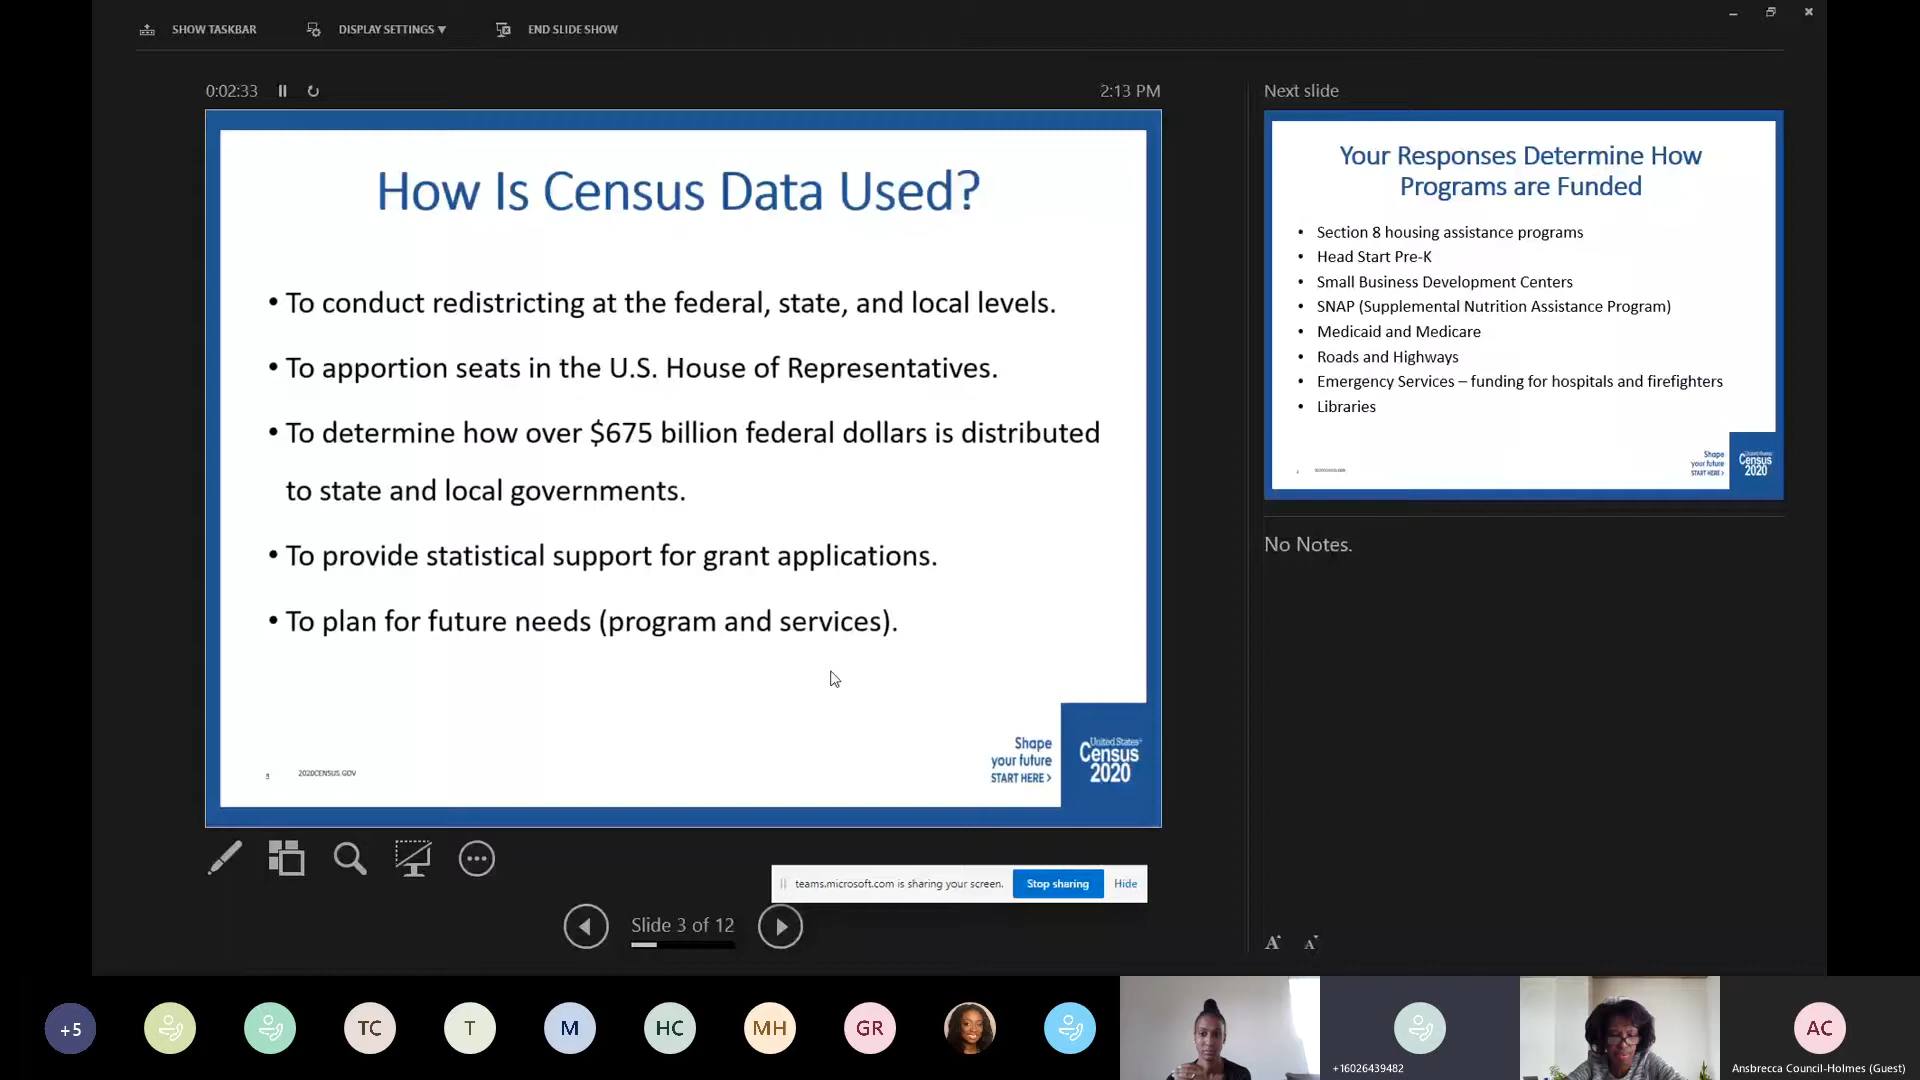 SHOW TASKBAR
DISPLAY SETTINGS ▼
END SLIDE SHOW
0:02:33
2:13 PM
How Is Census Data Used?
• To conduct redistricting at the federal, state, and local levels.
• To apportion seats in the U.S. House of Representatives.
• To determine how over $675 billion federal dollars is distributed
to state and local governments.
• To provide statistical support for grant applications.
• To plan for future needs (program and services).
3
2020CENSUS.GOV
Shape
your future
START HERE >
United States®
Census
2020
Next slide
Your Responses Determine How
Programs are Funded
• Section 8 housing assistance programs
• Head Start Pre-K
• Small Business Development Centers
• SNAP (Supplemental Nutrition Assistance Program)
• Medicaid and Medicare
• Roads and Highways
• Emergency Services – funding for hospitals and firefighters
• Libraries
Shape
your future
START HERE >
United States®
Census
2020
No Notes.
teams.microsoft.com is sharing your screen.
Stop sharing
Hide
Slide 3 of 12
A A
+5
TC
T
M
HC
MH
GR
+16026439482
AC
Ansbrecca Council-Holmes (Guest)